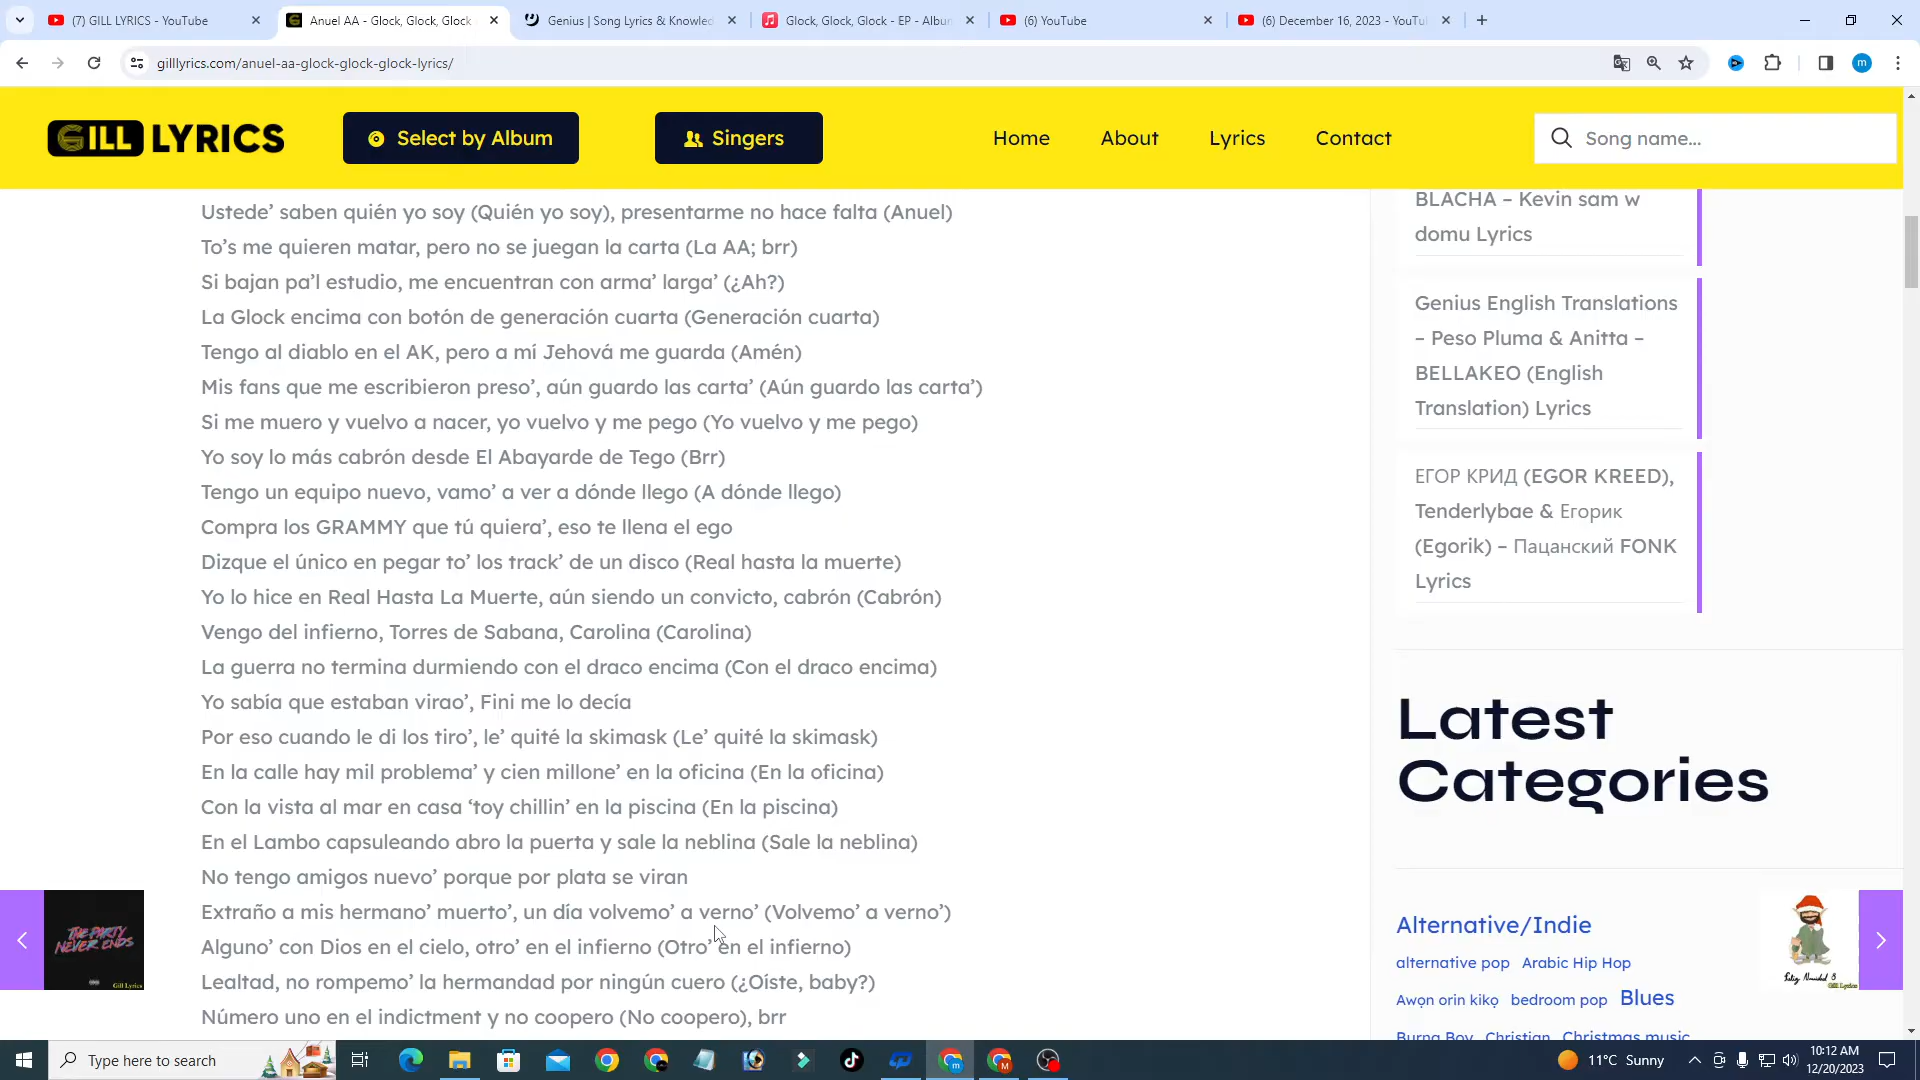 (7) GILL LYRICS - YouTube
Anuel AA - Glock, Glock, Glock
Genius | Song Lyrics & Knowled
Glock, Glock, Glock - EP - Album
(6) YouTube
(6) December 16, 2023 - YouTu
gilllyrics.com/anuel-aa-glock-glock-glock-lyrics/
m
GILL LYRICS
Select by Album
Singers
Home
About
Lyrics
Contact
Song name...
Ustede’ saben quién yo soy (Quién yo soy), presentarme no hace falta (Anuel)
To’s me quieren matar, pero no se juegan la carta (La AA; brr)
Si bajan pa’l estudio, me encuentran con arma’ larga’ (¿Ah?)
La Glock encima con botón de generación cuarta (Generación cuarta)
Tengo al diablo en el AK, pero a mí Jehová me guarda (Amén)
Mis fans que me escribieron preso’, aún guardo las carta’ (Aún guardo las carta’)
Si me muero y vuelvo a nacer, yo vuelvo y me pego (Yo vuelvo y me pego)
Yo soy lo más cabrón desde El Abayarde de Tego (Brr)
Tengo un equipo nuevo, vamo’ a ver a dónde llego (A dónde llego)
Compra los GRAMMY que tú quiera’, eso te llena el ego
Dizque el único en pegar to’ los track’ de un disco (Real hasta la muerte)
Yo lo hice en Real Hasta La Muerte, aún siendo un convicto, cabrón (Cabrón)
Vengo del infierno, Torres de Sabana, Carolina (Carolina)
La guerra no termina durmiendo con el draco encima (Con el draco encima)
Yo sabía que estaban virao’, Fini me lo decía
Por eso cuando le di los tiro’, le’ quité la skimask (Le’ quité la skimask)
En la calle hay mil problema’ y cien millone’ en la oficina (En la oficina)
Con la vista al mar en casa ‘toy chillin’ en la piscina (En la piscina)
En el Lambo capsuleando abro la puerta y sale la neblina (Sale la neblina)
No tengo amigos nuevo’ porque por plata se viran
Extraño a mis hermano’ muerto’, un día volvemo’ a verno’ (Volvemo’ a verno’)
Alguno’ con Dios en el cielo, otro’ en el infierno (Otro’ en el infierno)
Lealtad, no rompemo’ la hermandad por ningún cuero (¿Oíste, baby?)
Número uno en el indictment y no coopero (No coopero), brr
BLACHA – Kevin sam w
domu Lyrics
Genius English Translations
– Peso Pluma & Anitta –
BELLAKEO (English
Translation) Lyrics
ЕГОР КРИД (EGOR KREED),
Tenderlybae & Егорик
(Egorik) – Пацанский FONK
Lyrics
Latest
Categories
Alternative/Indie
alternative pop Arabic Hip Hop
Awọn orin kikọ bedroom pop Blues
Burna Boy Christian Christmas music
THE PARTY
NEVER ENDS
Gill Lyrics
Feliz Navidad 8
Gill Lyrics
Type here to search
11°C Sunny
10:12 AM
12/20/2023